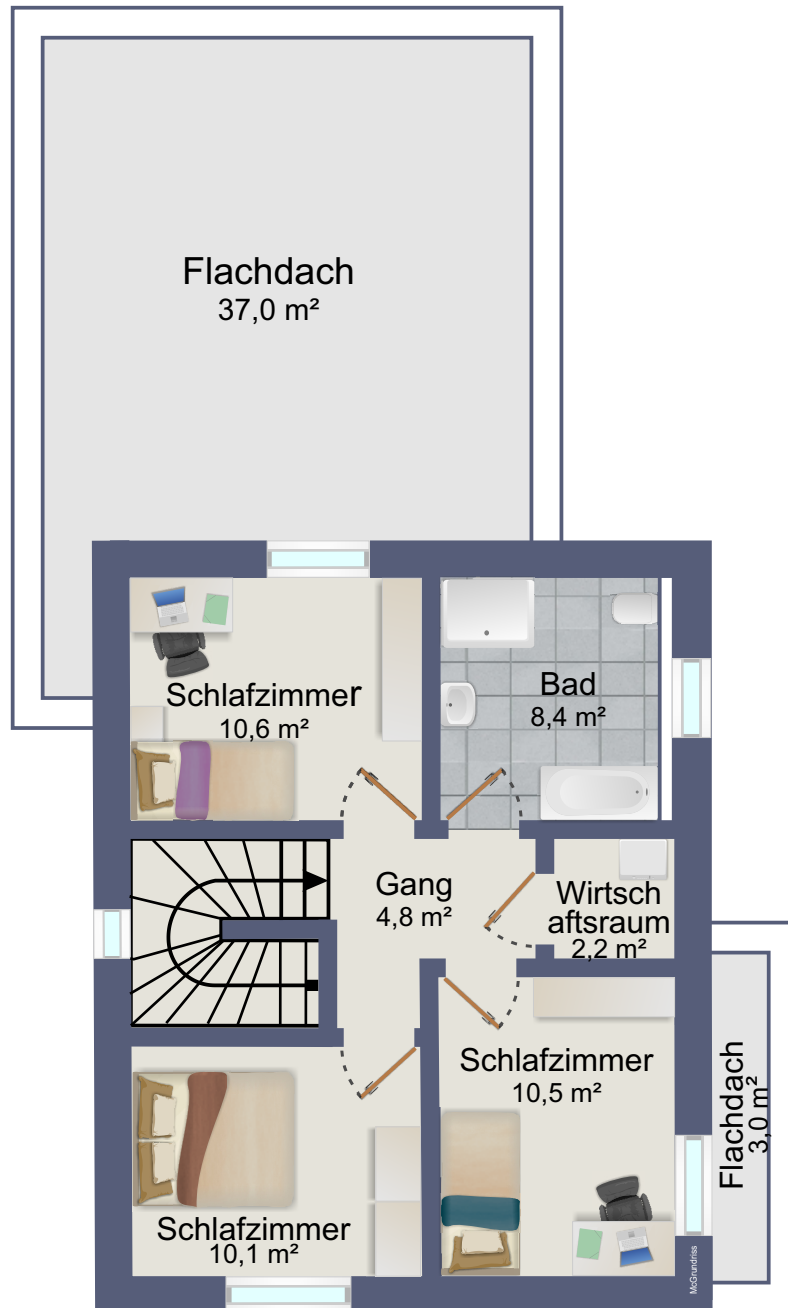 Flachdach
37,0 m²
Schlafzimmer
10,6 m²
Bad
8,4 m²
Gang
4,8 m²
Wirtsch
aftsraum
2,2 m²
Schlafzimmer
10,5 m²
Flachdach
3,0 m²
Schlafzimmer
10,1 m²
McGrundriss